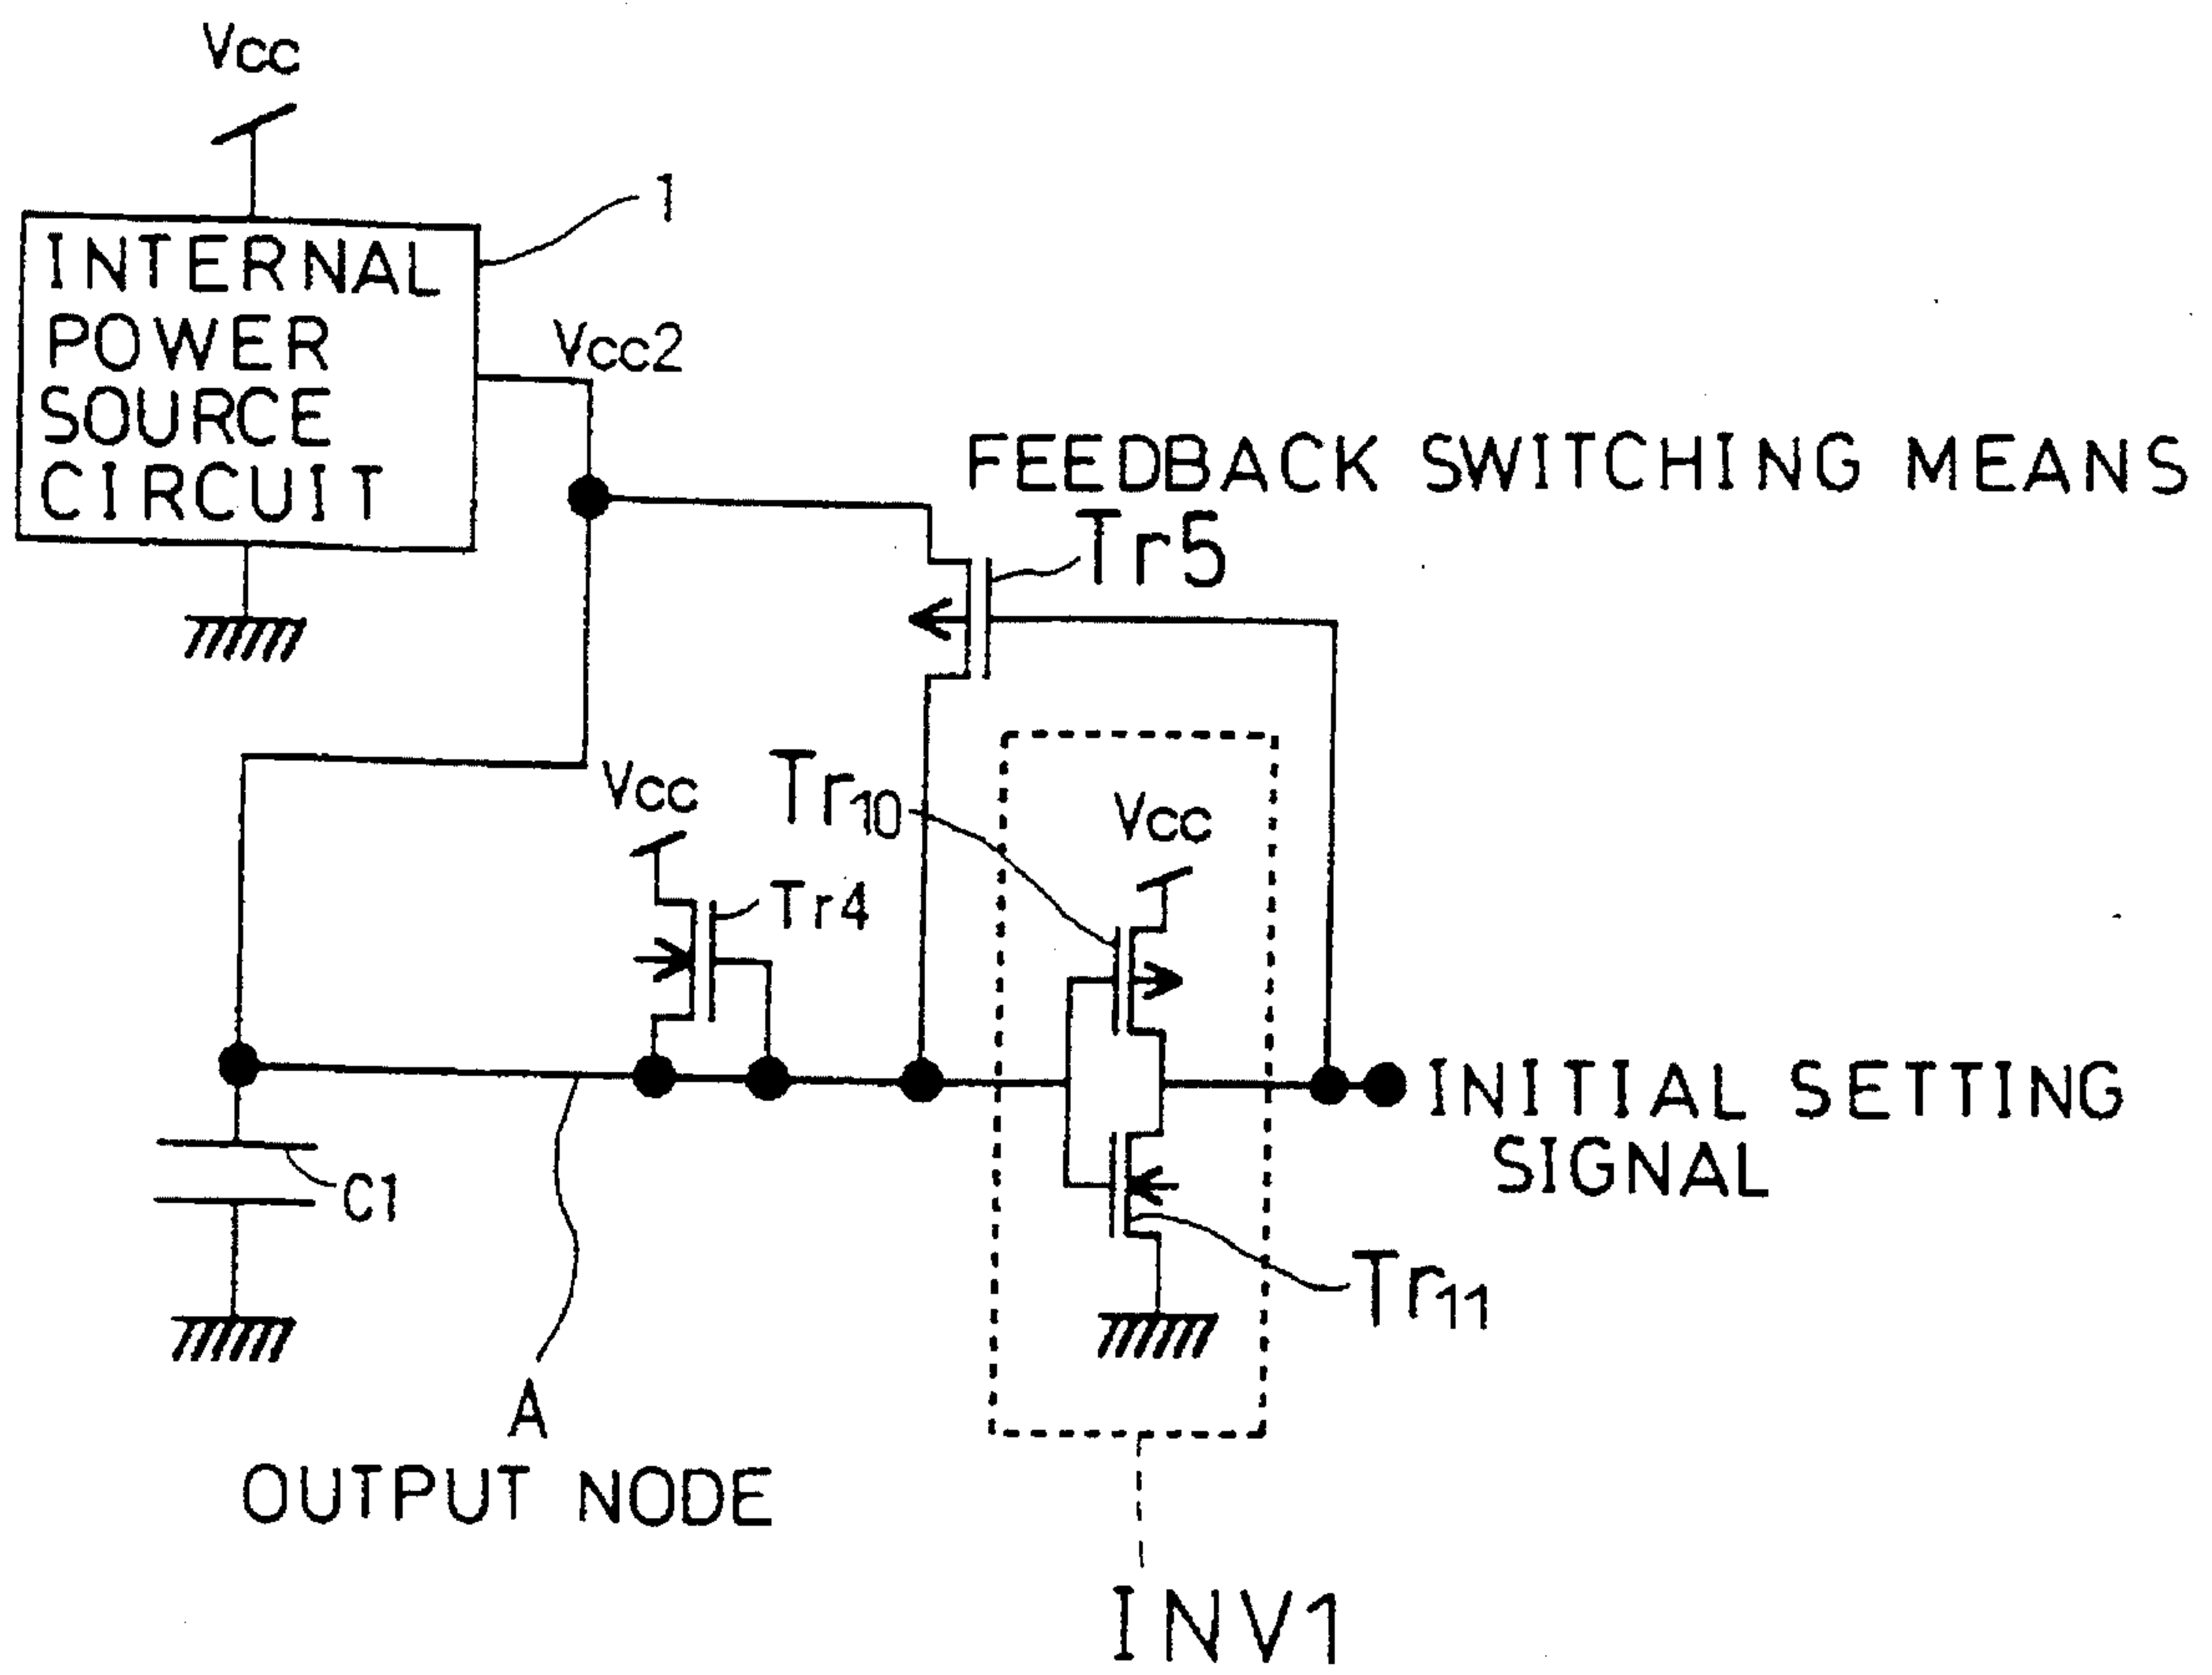 Vcc
1
INTERNAL
POWER
SOURCE
CIRCUIT
Vcc2
FEEDBACK SWITCHING MEANS
Tr5
Vcc
Tr10
Vcc
Tr4
INITIAL SETTING
SIGNAL
C1
Tr11
A
OUTPUT NODE
INV1